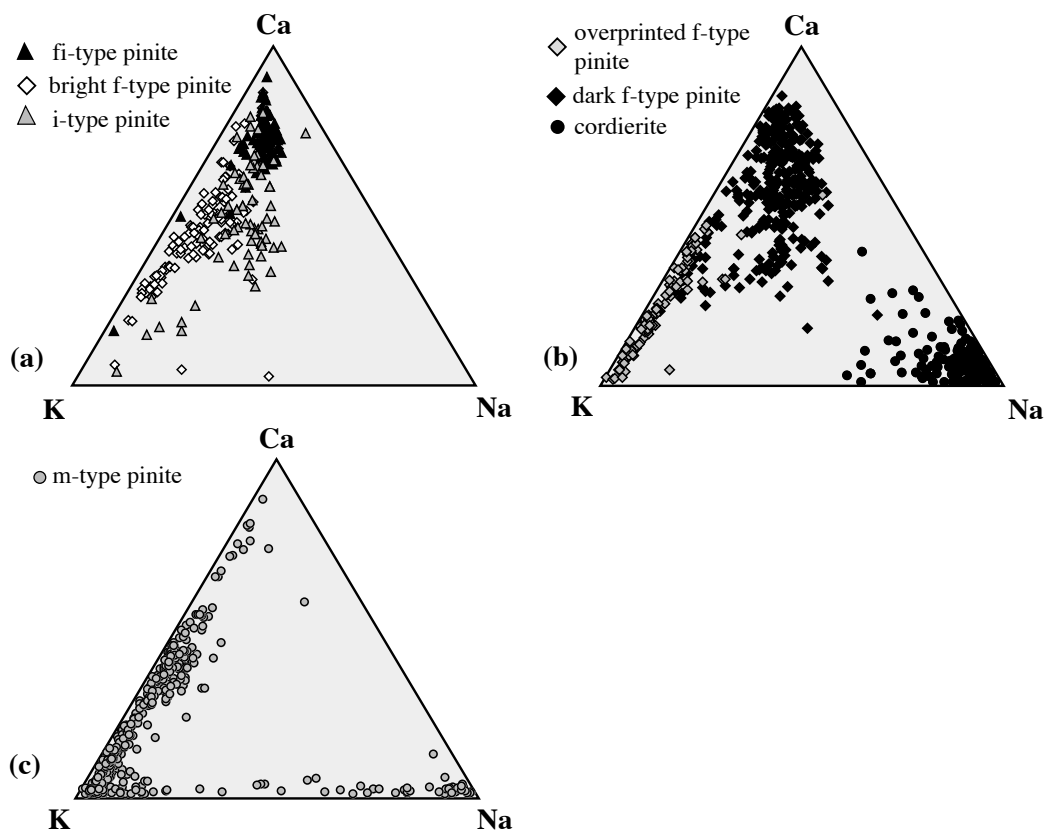 Ca
fi-type pinite
bright f-type pinite
i-type pinite
(a)
K
Na
Ca
overprinted f-type
pinite
dark f-type pinite
cordierite
(b)
K
Na
Ca
m-type pinite
(c)
K
Na